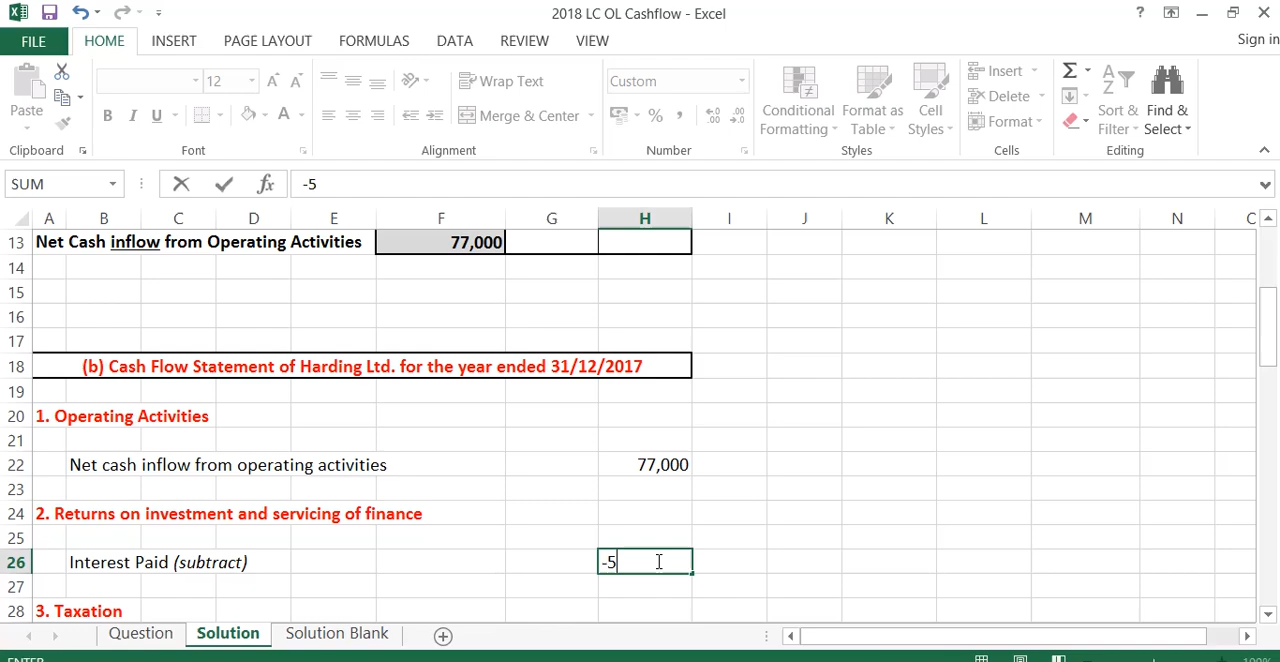 2018 LC OL Cashflow - Excel
?
Sign in
FILE HOME INSERT PAGE LAYOUT FORMULAS DATA REVIEW VIEW
Paste
12
B I U
Wrap Text
Merge & Center
Custom
%
Conditional Formatting
Format as Table
Cell Styles
Insert
Delete
Format
Sort & Filter
Find & Select
Clipboard Font Alignment Number Styles Cells Editing
SUM fx -5
A B C D E F G H I J K L M N C
13 Net Cash inflow from Operating Activities 77,000
14
15
16
17
18 (b) Cash Flow Statement of Harding Ltd. for the year ended 31/12/2017
19
20 1. Operating Activities
21
22 Net cash inflow from operating activities 77,000
23
24 2. Returns on investment and servicing of finance
25
26 Interest Paid (subtract) -5
27
28 3. Taxation
Question Solution Solution Blank